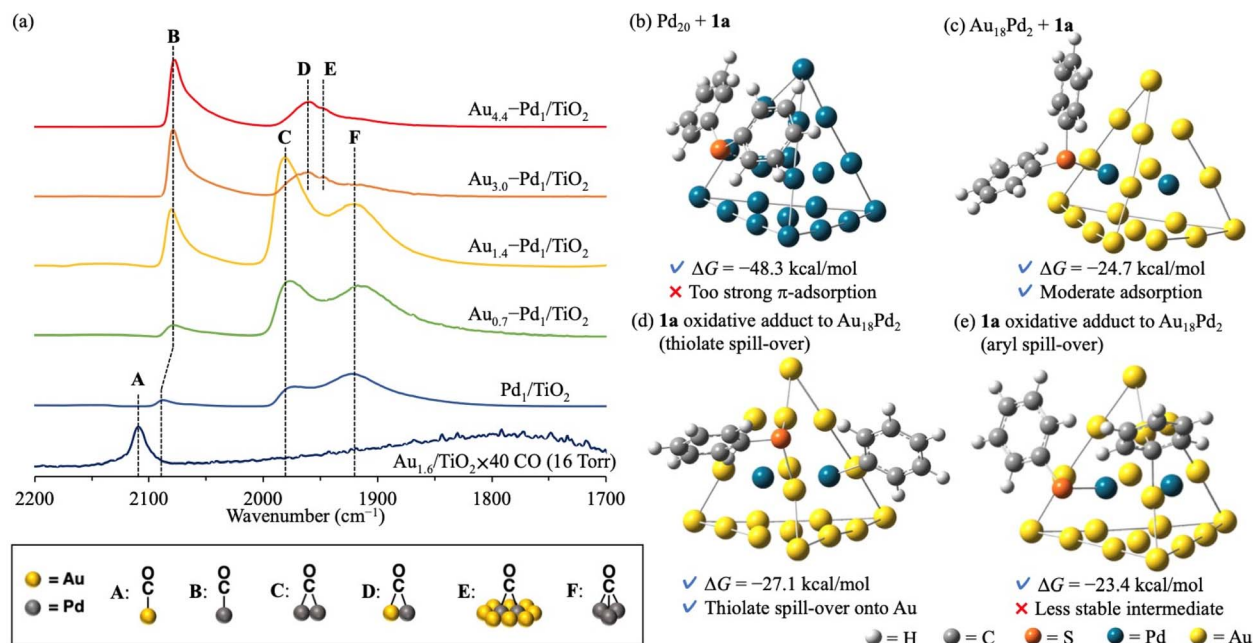 (a)
B
D E
Au4.4−Pd1/TiO2
C F
Au3.0−Pd1/TiO2
Au1.4−Pd1/TiO2
Au0.7−Pd1/TiO2
A
Pd1/TiO2
Au1.6/TiO2×40 CO (16 Torr)
2200 2100 2000 1900 1800 1700
Wavenumber (cm−1)
= Au
= Pd
A: O C
B: O C
C: O C
D: O C
E: O C
F: O C
(b) Pd20 + 1a
✓ ΔG = −48.3 kcal/mol
✕ Too strong π-adsorption
(c) Au18Pd2 + 1a
✓ ΔG = −24.7 kcal/mol
✓ Moderate adsorption
(d) 1a oxidative adduct to Au18Pd2
(thiolate spill-over)
✓ ΔG = −27.1 kcal/mol
✓ Thiolate spill-over onto Au
(e) 1a oxidative adduct to Au18Pd2
(aryl spill-over)
✓ ΔG = −23.4 kcal/mol
✕ Less stable intermediate
= H = C = S = Pd = Au